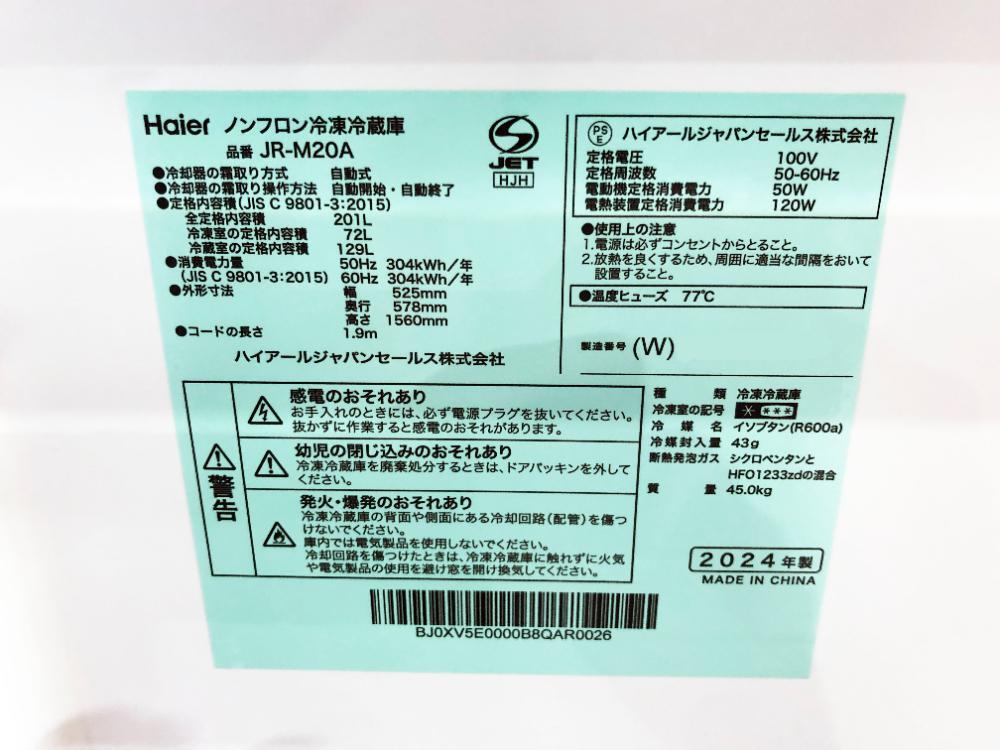 Haier ノンフロン冷凍冷蔵庫
品番 JR-M20A
●冷却器の霜取り方式 自動式
●冷却器の霜取り操作方法 自動開始・自動終了
●定格内容積(JIS C 9801-3:2015)
全定格内容積 201L
冷凍室の定格内容積 72L
冷蔵室の定格内容積 129L
●消費電力量 50Hz 304kWh/年
(JIS C 9801-3:2015) 60Hz 304kWh/年
●外形寸法 幅 525mm
奥行 578mm
高さ 1560mm
●コードの長さ 1.9m
ハイアールジャパンセールス株式会社
JET
HJH
PSE ハイアールジャパンセールス株式会社
定格電圧 100V
定格周波数 50-60Hz
電動機定格消費電力 50W
電熱装置定格消費電力 120W
●使用上の注意
1.電源は必ずコンセントからとること。
2.放熱を良くするため、周囲に適当な間隔をおいて
設置すること。
●温度ヒューズ 77℃
製造番号 (W)
警告
感電のおそれあり
お手入れのときには、必ず電源プラグを抜いてください。
抜かずに作業すると感電のおそれがあります。
幼児の閉じ込みのおそれあり
冷凍冷蔵庫を廃棄処分するときは、ドアパッキンを外して
ください。
発火・爆発のおそれあり
冷凍冷蔵庫の背面や側面にある冷却回路(配管)を傷つ
けないでください。
庫内では電気製品を使用しないでください。
冷却回路を傷つけたときは、冷凍冷蔵庫に触れずに火気
や電気製品の使用を避け窓を開け換気してください。
種類 冷凍冷蔵庫
冷凍室の記号 * ***
冷媒名 イソブタン(R600a)
冷媒封入量 43g
断熱発泡ガス シクロペンタンと
HFO1233zdの混合
質量 45.0kg
2024年製
MADE IN CHINA
BJ0XV5E0000B8QAR0026